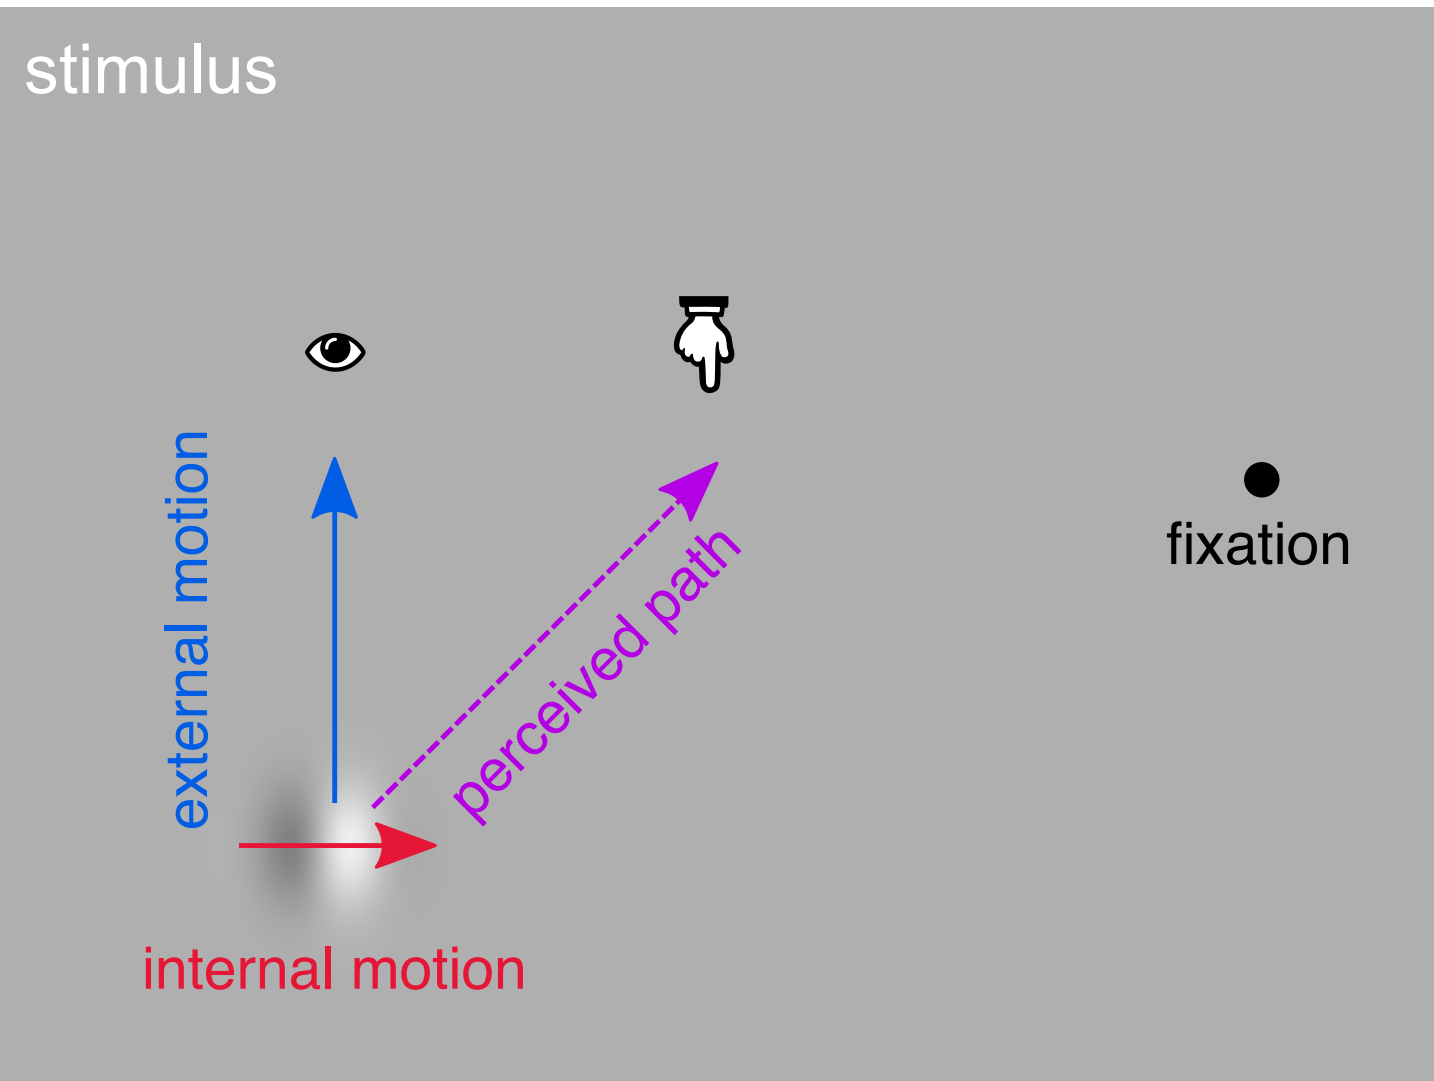 stimulus
external motion
perceived path
fixation
internal motion